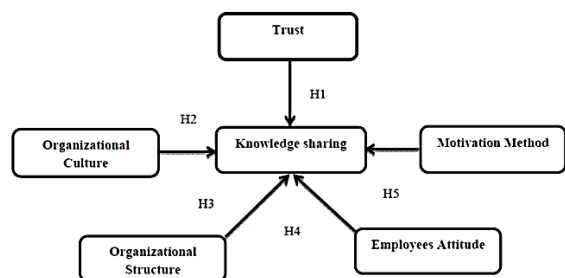 Trust
H1
H2
Organizational
Culture
Knowledge sharing
Motivation Method
H3
H5
H4
Organizational
Structure
Employees Attitude